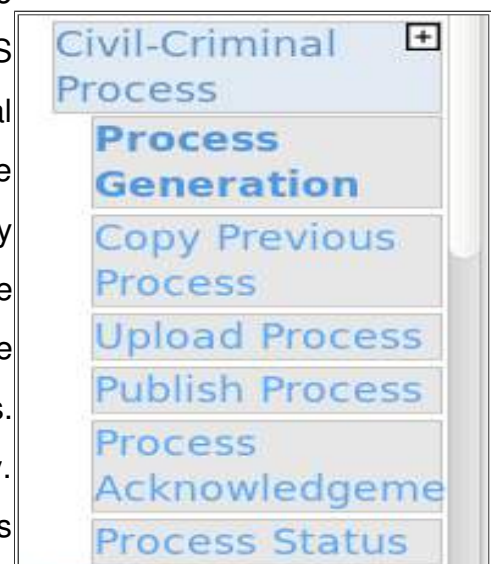 Civil-Criminal
Process
Process
Generation
Copy Previous
Process
Upload Process
Publish Process
Process
Acknowledgeme
Process Status